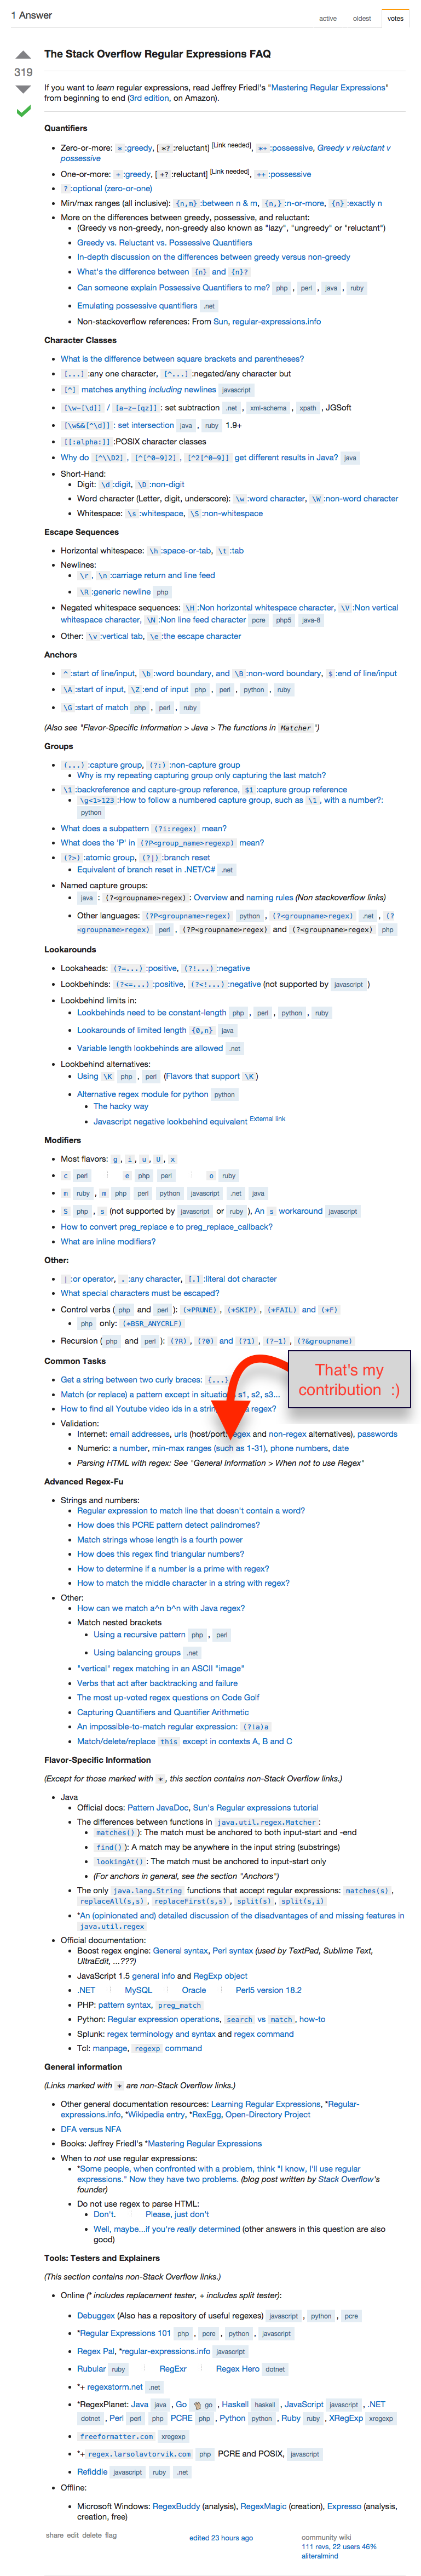 1 Answer
active oldest votes
319
The Stack Overflow Regular Expressions FAQ
If you want to learn regular expressions, read Jeffrey Friedl's "Mastering Regular Expressions"
from beginning to end (3rd edition, on Amazon).
Quantifiers
Zero-or-more: * :greedy, [ *? :reluctant] [Link needed], *+ :possessive, Greedy v reluctant v
possessive
One-or-more: + :greedy, [ +? :reluctant] [Link needed], ++ :possessive
? :optional (zero-or-one)
Min/max ranges (all inclusive): {n,m} :between n & m, {n,} :n-or-more, {n} :exactly n
More on the differences between greedy, possessive, and reluctant:
(Greedy vs non-greedy, non-greedy also known as "lazy", "ungreedy" or "reluctant")
Greedy vs. Reluctant vs. Possessive Quantifiers
In-depth discussion on the differences between greedy versus non-greedy
What's the difference between {n} and {n}?
Can someone explain Possessive Quantifiers to me? php , perl , java , ruby
Emulating possessive quantifiers .net
Non-stackoverflow references: From Sun, regular-expressions.info
Character Classes
What is the difference between square brackets and parentheses?
[...] :any one character, [^...] :negated/any character but
[^] matches anything including newlines javascript
[\w-[\d]] / [a-z-[qz]] : set subtraction .net , xml-schema , xpath , JGSoft
[\w&&[^\d]] : set intersection java , ruby 1.9+
[[:alpha:]] :POSIX character classes
Why do [^\\D2] , [^[^0-9]2] , [^2[^0-9]] get different results in Java? java
Short-Hand:
Digit: \d :digit, \D :non-digit
Word character (Letter, digit, underscore): \w :word character, \W :non-word character
Whitespace: \s :whitespace, \S :non-whitespace
Escape Sequences
Horizontal whitespace: \h :space-or-tab, \t :tab
Newlines:
\r , \n :carriage return and line feed
\R :generic newline php
Negated whitespace sequences: \H :Non horizontal whitespace character, \V :Non vertical
whitespace character, \N :Non line feed character pcre php5 java-8
Other: \v :vertical tab, \e :the escape character
Anchors
^ :start of line/input, \b :word boundary, and \B :non-word boundary, $ :end of line/input
\A :start of input, \Z :end of input php , perl , python , ruby
\G :start of match php , perl , ruby
(Also see "Flavor-Specific Information > Java > The functions in Matcher ")
Groups
(...) :capture group, (?:) :non-capture group
Why is my repeating capturing group only capturing the last match?
\1 :backreference and capture-group reference, $1 :capture group reference
\g<1>123 :How to follow a numbered capture group, such as \1 , with a number?:
python
What does a subpattern (?i:regex) mean?
What does the 'P' in (?P<group_name>regexp) mean?
(?>) :atomic group, (?|) :branch reset
Equivalent of branch reset in .NET/C# .net
Named capture groups:
java : (?<groupname>regex) : Overview and naming rules (Non stackoverflow links)
Other languages: (?P<groupname>regex) python , (?<groupname>regex) .net , (?
<groupname>regex) perl , (?P<groupname>regex) and (?<groupname>regex) php
Lookarounds
Lookaheads: (?=...) :positive, (?!...) :negative
Lookbehinds: (?<=...) :positive, (?<!...) :negative (not supported by javascript )
Lookbehind limits in:
Lookbehinds need to be constant-length php , perl , python , ruby
Lookarounds of limited length {0,n} java
Variable length lookbehinds are allowed .net
Lookbehind alternatives:
Using \K php , perl (Flavors that support \K )
Alternative regex module for python python
The hacky way
Javascript negative lookbehind equivalent External link
Modifiers
Most flavors: g , i , u , U , x
c perl e php perl o ruby
m ruby , m php perl python javascript .net java
S php , s (not supported by javascript or ruby ), An s workaround javascript
How to convert preg_replace e to preg_replace_callback?
What are inline modifiers?
Other:
| :or operator, . :any character, [.] :literal dot character
What special characters must be escaped?
Control verbs ( php and perl ): (*PRUNE) , (*SKIP) , (*FAIL) and (*F)
php only: (*BSR_ANYCRLF)
Recursion ( php and perl ): (?R) , (?0) and (?1) , (?-1) , (?&groupname)
Common Tasks
Get a string between two curly braces: {...}
Match (or replace) a pattern except in situations s1, s2, s3...
How to find all Youtube video ids in a string regex?
Validation:
Internet: email addresses, urls (host/port: regex and non-regex alternatives), passwords
Numeric: a number, min-max ranges (such as 1-31), phone numbers, date
Parsing HTML with regex: See "General Information > When not to use Regex"
That's my
contribution :)
Advanced Regex-Fu
Strings and numbers:
Regular expression to match line that doesn't contain a word?
How does this PCRE pattern detect palindromes?
Match strings whose length is a fourth power
How does this regex find triangular numbers?
How to determine if a number is a prime with regex?
How to match the middle character in a string with regex?
Other:
How can we match a^n b^n with Java regex?
Match nested brackets
Using a recursive pattern php , perl
Using balancing groups .net
"vertical" regex matching in an ASCII "image"
Verbs that act after backtracking and failure
The most up-voted regex questions on Code Golf
Capturing Quantifiers and Quantifier Arithmetic
An impossible-to-match regular expression: (?!a)a
Match/delete/replace this except in contexts A, B and C
Flavor-Specific Information
(Except for those marked with * , this section contains non-Stack Overflow links.)
Java
Official docs: Pattern JavaDoc, Sun's Regular expressions tutorial
The differences between functions in java.util.regex.Matcher :
matches() ): The match must be anchored to both input-start and -end
find() ): A match may be anywhere in the input string (substrings)
lookingAt() : The match must be anchored to input-start only
(For anchors in general, see the section "Anchors")
The only java.lang.String functions that accept regular expressions: matches(s) ,
replaceAll(s,s) , replaceFirst(s,s) , split(s) , split(s,i)
*An (opinionated and) detailed discussion of the disadvantages of and missing features in
java.util.regex
Official documentation:
Boost regex engine: General syntax, Perl syntax (used by TextPad, Sublime Text,
UltraEdit, ...???)
JavaScript 1.5 general info and RegExp object
.NET MySQL Oracle Perl5 version 18.2
PHP: pattern syntax, preg_match
Python: Regular expression operations, search vs match , how-to
Splunk: regex terminology and syntax and regex command
Tcl: manpage, regexp command
General information
(Links marked with * are non-Stack Overflow links.)
Other general documentation resources: Learning Regular Expressions, *Regular-
expressions.info, *Wikipedia entry, *RexEgg, Open-Directory Project
DFA versus NFA
Books: Jeffrey Friedl's *Mastering Regular Expressions
When to not use regular expressions:
*Some people, when confronted with a problem, think "I know, I'll use regular
expressions." Now they have two problems. (blog post written by Stack Overflow's
founder)
Do not use regex to parse HTML:
Don't. Please, just don't
Well, maybe...if you're really determined (other answers in this question are also
good)
Tools: Testers and Explainers
(This section contains non-Stack Overflow links.)
Online (* includes replacement tester, + includes split tester):
Debuggex (Also has a repository of useful regexes) javascript , python , pcre
*Regular Expressions 101 php , pcre , python , javascript
Regex Pal, *regular-expressions.info javascript
Rubular ruby RegExr Regex Hero dotnet
*+ regexstorm.net .net
*RegexPlanet: Java java , Go go , Haskell haskell , JavaScript javascript , .NET
dotnet , Perl perl php PCRE php , Python python , Ruby ruby , XRegExp xregexp
freeformatter.com xregexp
*+ regex.larsolavtorvik.com php PCRE and POSIX, javascript
Refiddle javascript ruby .net
Offline:
Microsoft Windows: RegexBuddy (analysis), RegexMagic (creation), Expresso (analysis,
creation, free)
share edit delete flag
edited 23 hours ago
community wiki
111 revs, 22 users 46%
aliteralmind